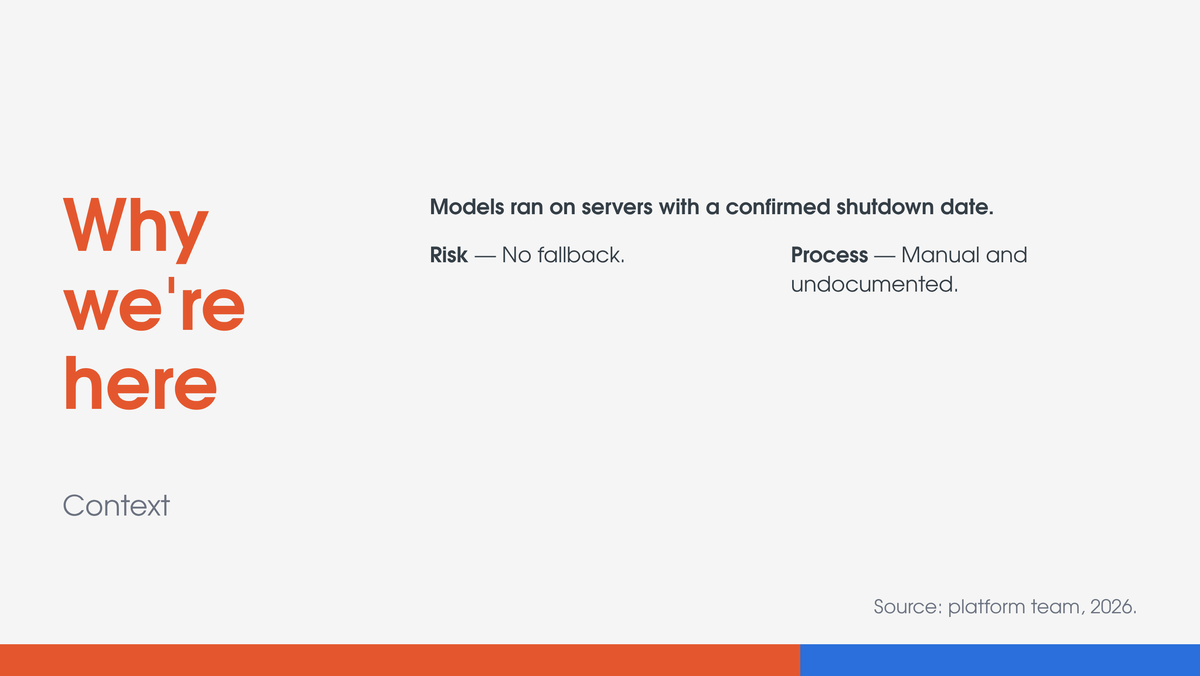 Why
we're
here
Context
Models ran on servers with a confirmed shutdown date.
Risk — No fallback.
Process — Manual and
undocumented.
Source: platform team, 2026.